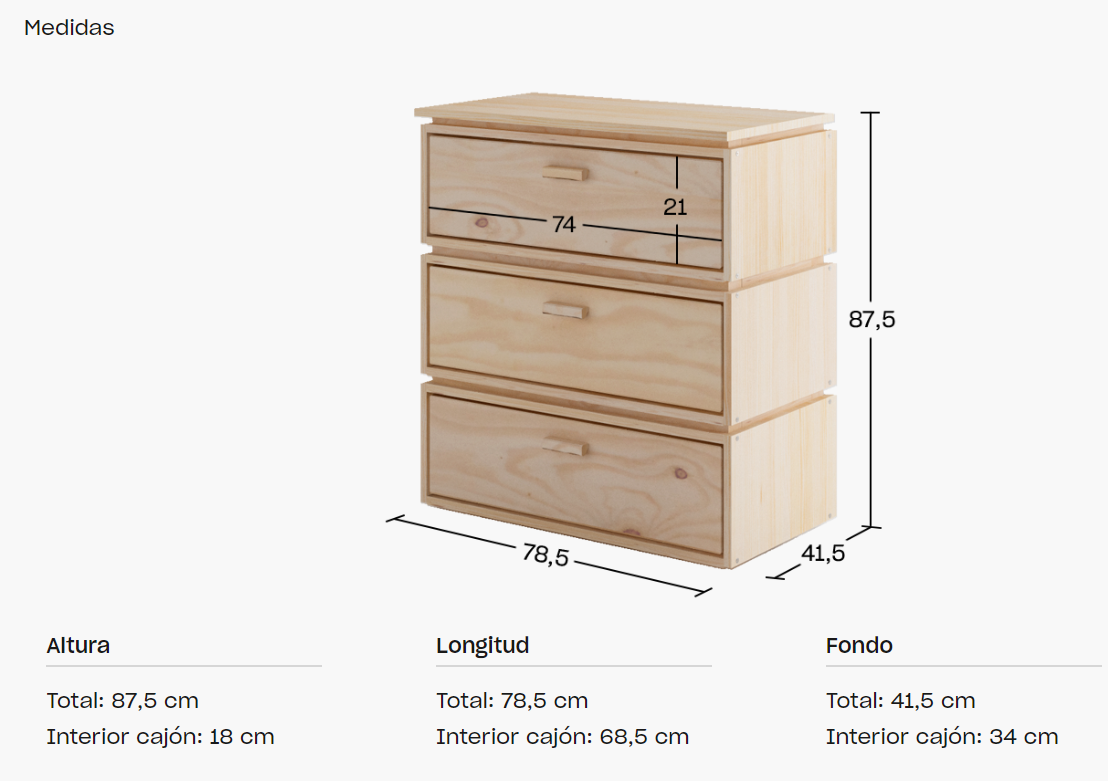 Medidas
21
74
87,5
78,5
41,5
Altura
Total: 87,5 cm
Interior cajón: 18 cm
Longitud
Total: 78,5 cm
Interior cajón: 68,5 cm
Fondo
Total: 41,5 cm
Interior cajón: 34 cm